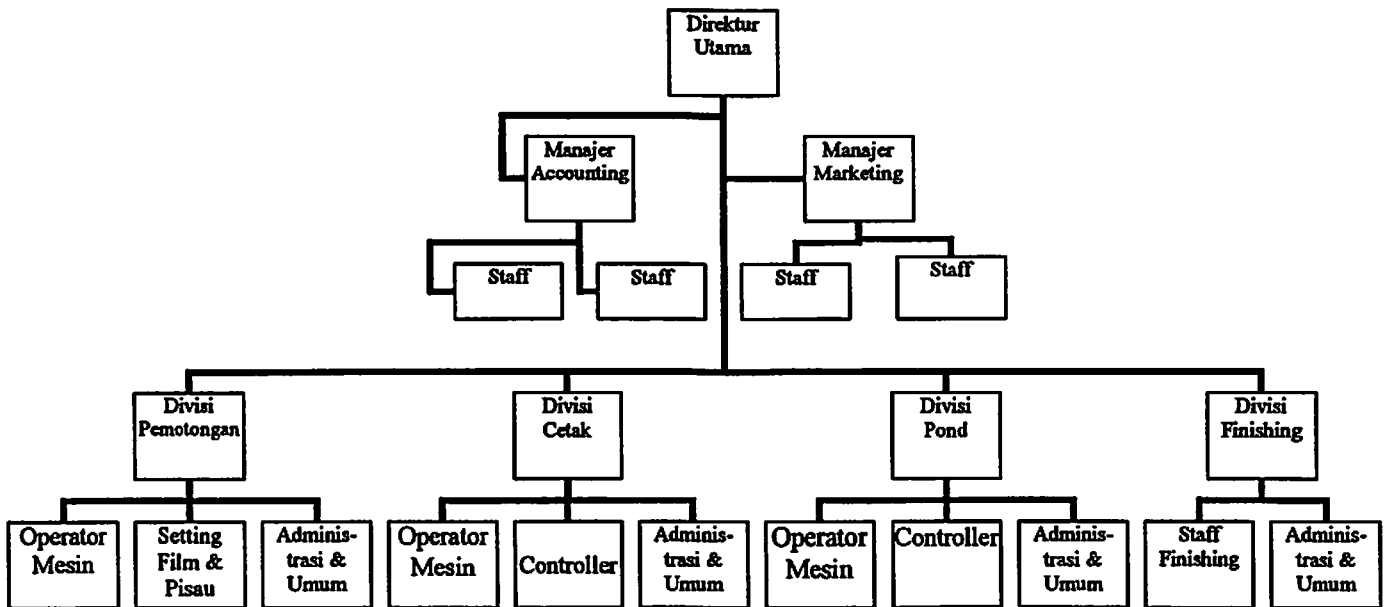 Direktur
Utama
Manajer
Accounting
Manajer
Marketing
Staff
Staff
Staff
Staff
Divisi
Pemotongan
Divisi
Cetak
Divisi
Pond
Divisi
Finishing
Operator
Mesin
Setting
Film &
Pisau
Adminis-
trasi &
Umum
Operator
Mesin
Controller
Adminis-
trasi &
Umum
Operator
Mesin
Controller
Adminis-
trasi &
Umum
Staff
Finishing
Adminis-
trasi &
Umum